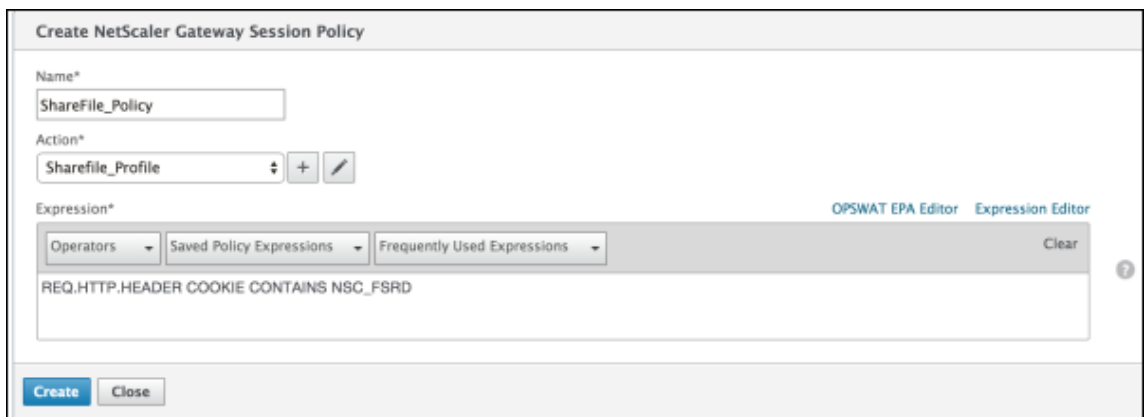 Create NetScaler Gateway Session Policy
Name*
ShareFile_Policy
Action*
Sharefile_Profile +
Expression* OPSWAT EPA Editor Expression Editor
Operators Saved Policy Expressions Frequently Used Expressions Clear
REQ.HTTP.HEADER COOKIE CONTAINS NSC_FSRD
?
Create Close